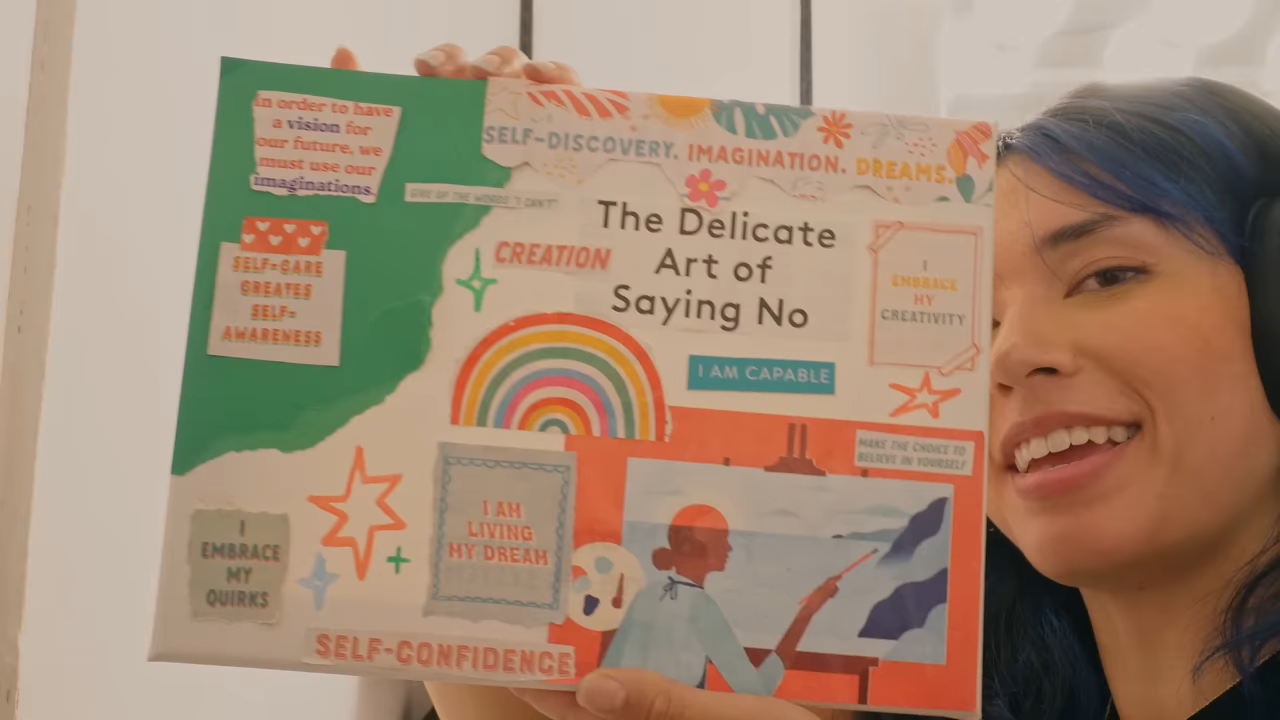 In order to have
a vision for
our future, we
must use our
imaginations.
SELF-DISCOVERY. IMAGINATION. DREAMS.
GIVE UP THE WORDS "I CAN'T"
SELF-CARE
CREATES
SELF-
AWARENESS
CREATION
The Delicate
Art of
Saying No
I
EMBRACE
MY
CREATIVITY
I AM CAPABLE
MAKE THE CHOICE TO
BELIEVE IN YOURSELF
I AM
LIVING
MY DREAM
I
EMBRACE
MY
QUIRKS
SELF-CONFIDENCE